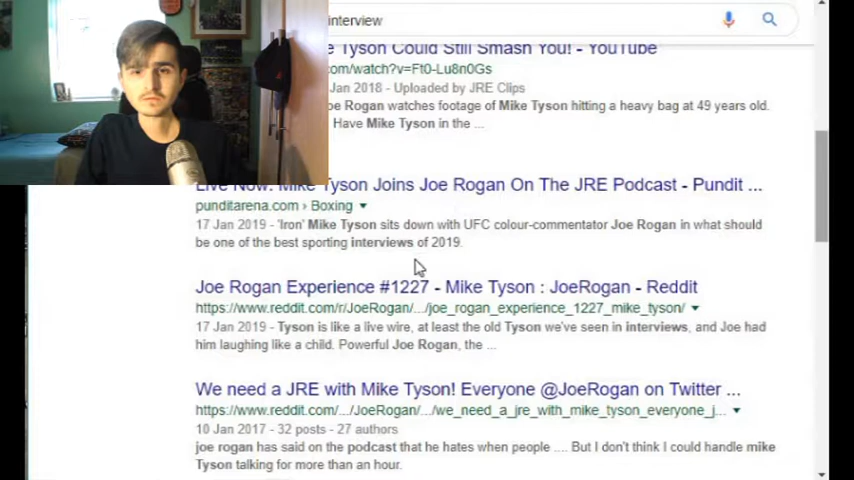 interview
e Tyson Could Still Smash You! - YouTube
com/watch?v=Ft0-Lu8n0Gs
Jan 2018 - Uploaded by JRE Clips
oe Rogan watches footage of Mike Tyson hitting a heavy bag at 49 years old.
Have Mike Tyson in the ...
Live Now: Mike Tyson Joins Joe Rogan On The JRE Podcast - Pundit ...
punditarena.com › Boxing
17 Jan 2019 - 'Iron' Mike Tyson sits down with UFC colour-commentator Joe Rogan in what should
be one of the best sporting interviews of 2019.
Joe Rogan Experience #1227 - Mike Tyson : JoeRogan - Reddit
https://www.reddit.com/r/JoeRogan/.../joe_rogan_experience_1227_mike_tyson/
17 Jan 2019 - Tyson is like a live wire, at least the old Tyson we've seen in interviews, and Joe had
him laughing like a child. Powerful Joe Rogan, the ...
We need a JRE with Mike Tyson! Everyone @JoeRogan on Twitter ...
https://www.reddit.com/.../JoeRogan/.../we_need_a_jre_with_mike_tyson_everyone_j...
10 Jan 2017 - 32 posts - 27 authors
joe rogan has said on the podcast that he hates when people .... But I don't think I could handle mike
Tyson talking for more than an hour.